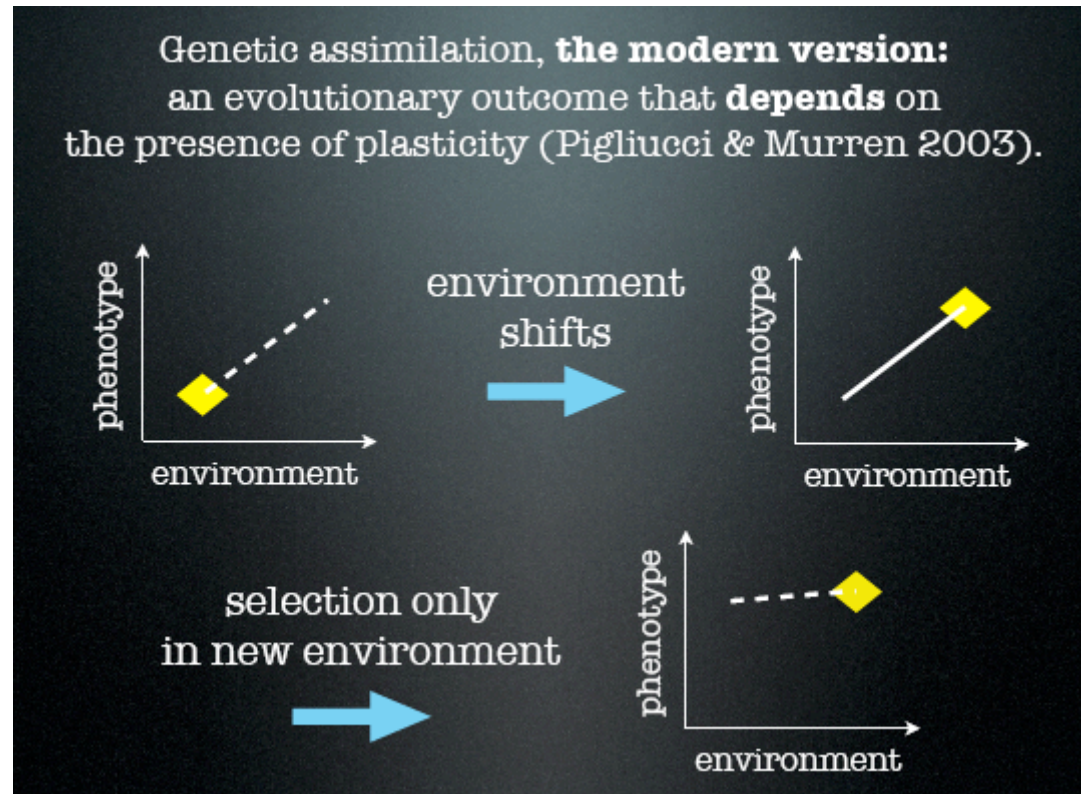 Genetic assimilation, the modern version:
an evolutionary outcome that depends on
the presence of plasticity (Pigliucci & Murren 2003).
phenotype
environment
environment
shifts
phenotype
environment
selection only
in new environment
phenotype
environment